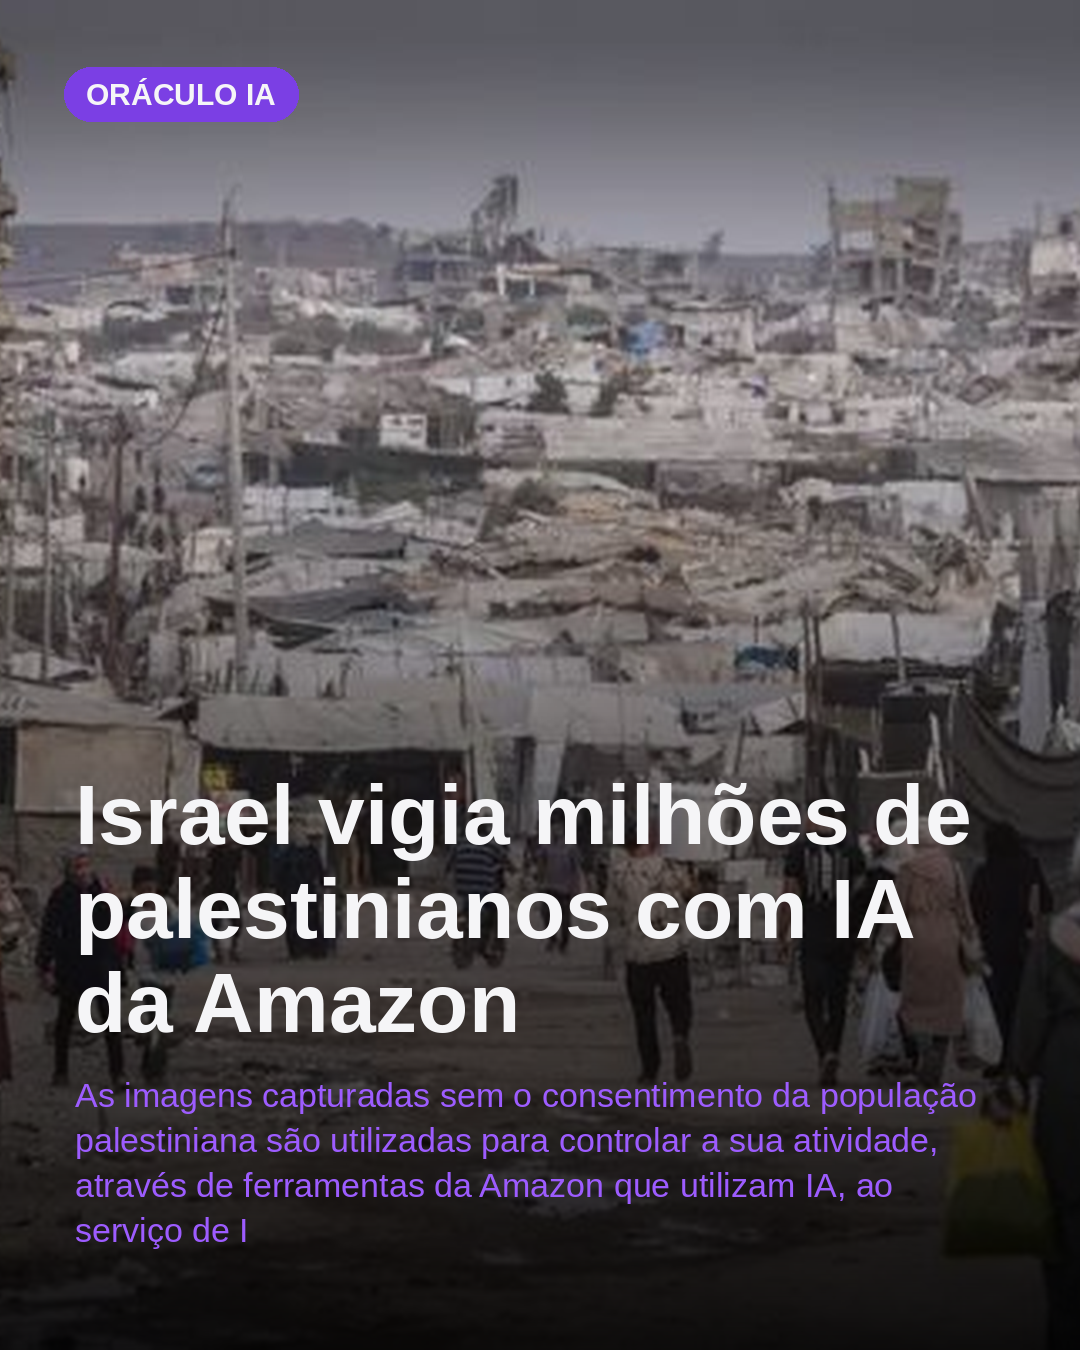 ORÁCULO IA
Israel vigia milhões de
palestinianos com IA
da Amazon
As imagens capturadas sem o consentimento da população
palestiniana são utilizadas para controlar a sua atividade,
através de ferramentas da Amazon que utilizam IA, ao
serviço de I